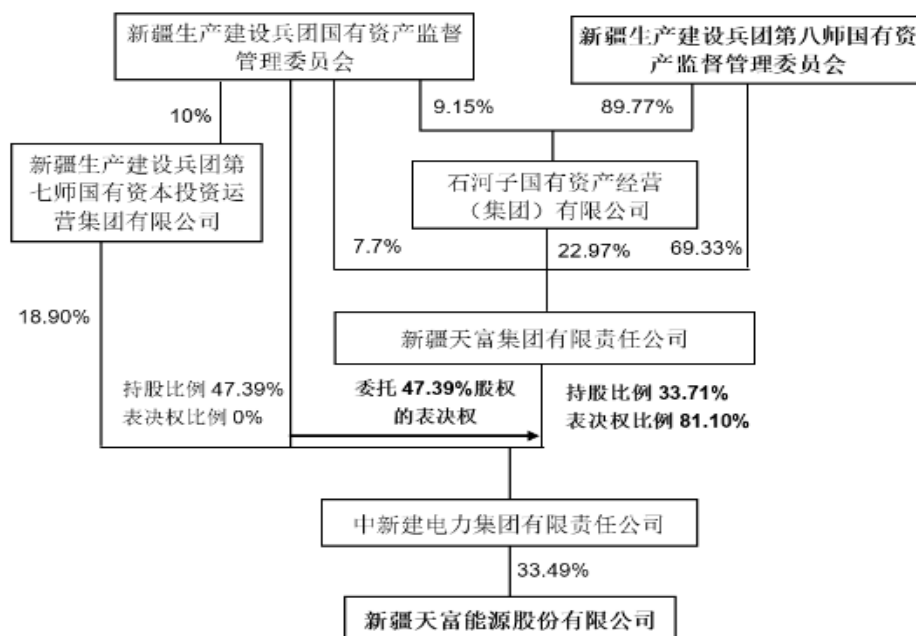 新疆生产建设兵团国有资产监督
管理委员会
新疆生产建设兵团第八师国有资
产监督管理委员会
10%
9.15%
89.77%
新疆生产建设兵团第
七师国有资本投资运
营集团有限公司
石河子国有资产经营
（集团）有限公司
7.7%
22.97%
69.33%
18.90%
新疆天富集团有限责任公司
持股比例 47.39%
表决权比例 0%
委托 47.39%股权
的表决权
持股比例 33.71%
表决权比例 81.10%
中新建电力集团有限责任公司
33.49%
新疆天富能源股份有限公司